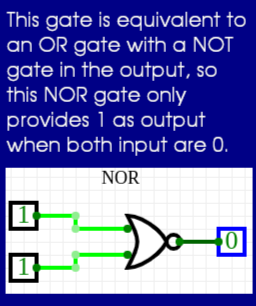 This gate is equivalent to
an OR gate with a NOT
gate in the output, so
this NOR gate only
provides 1 as output
when both input are 0.
NOR
1
0
1